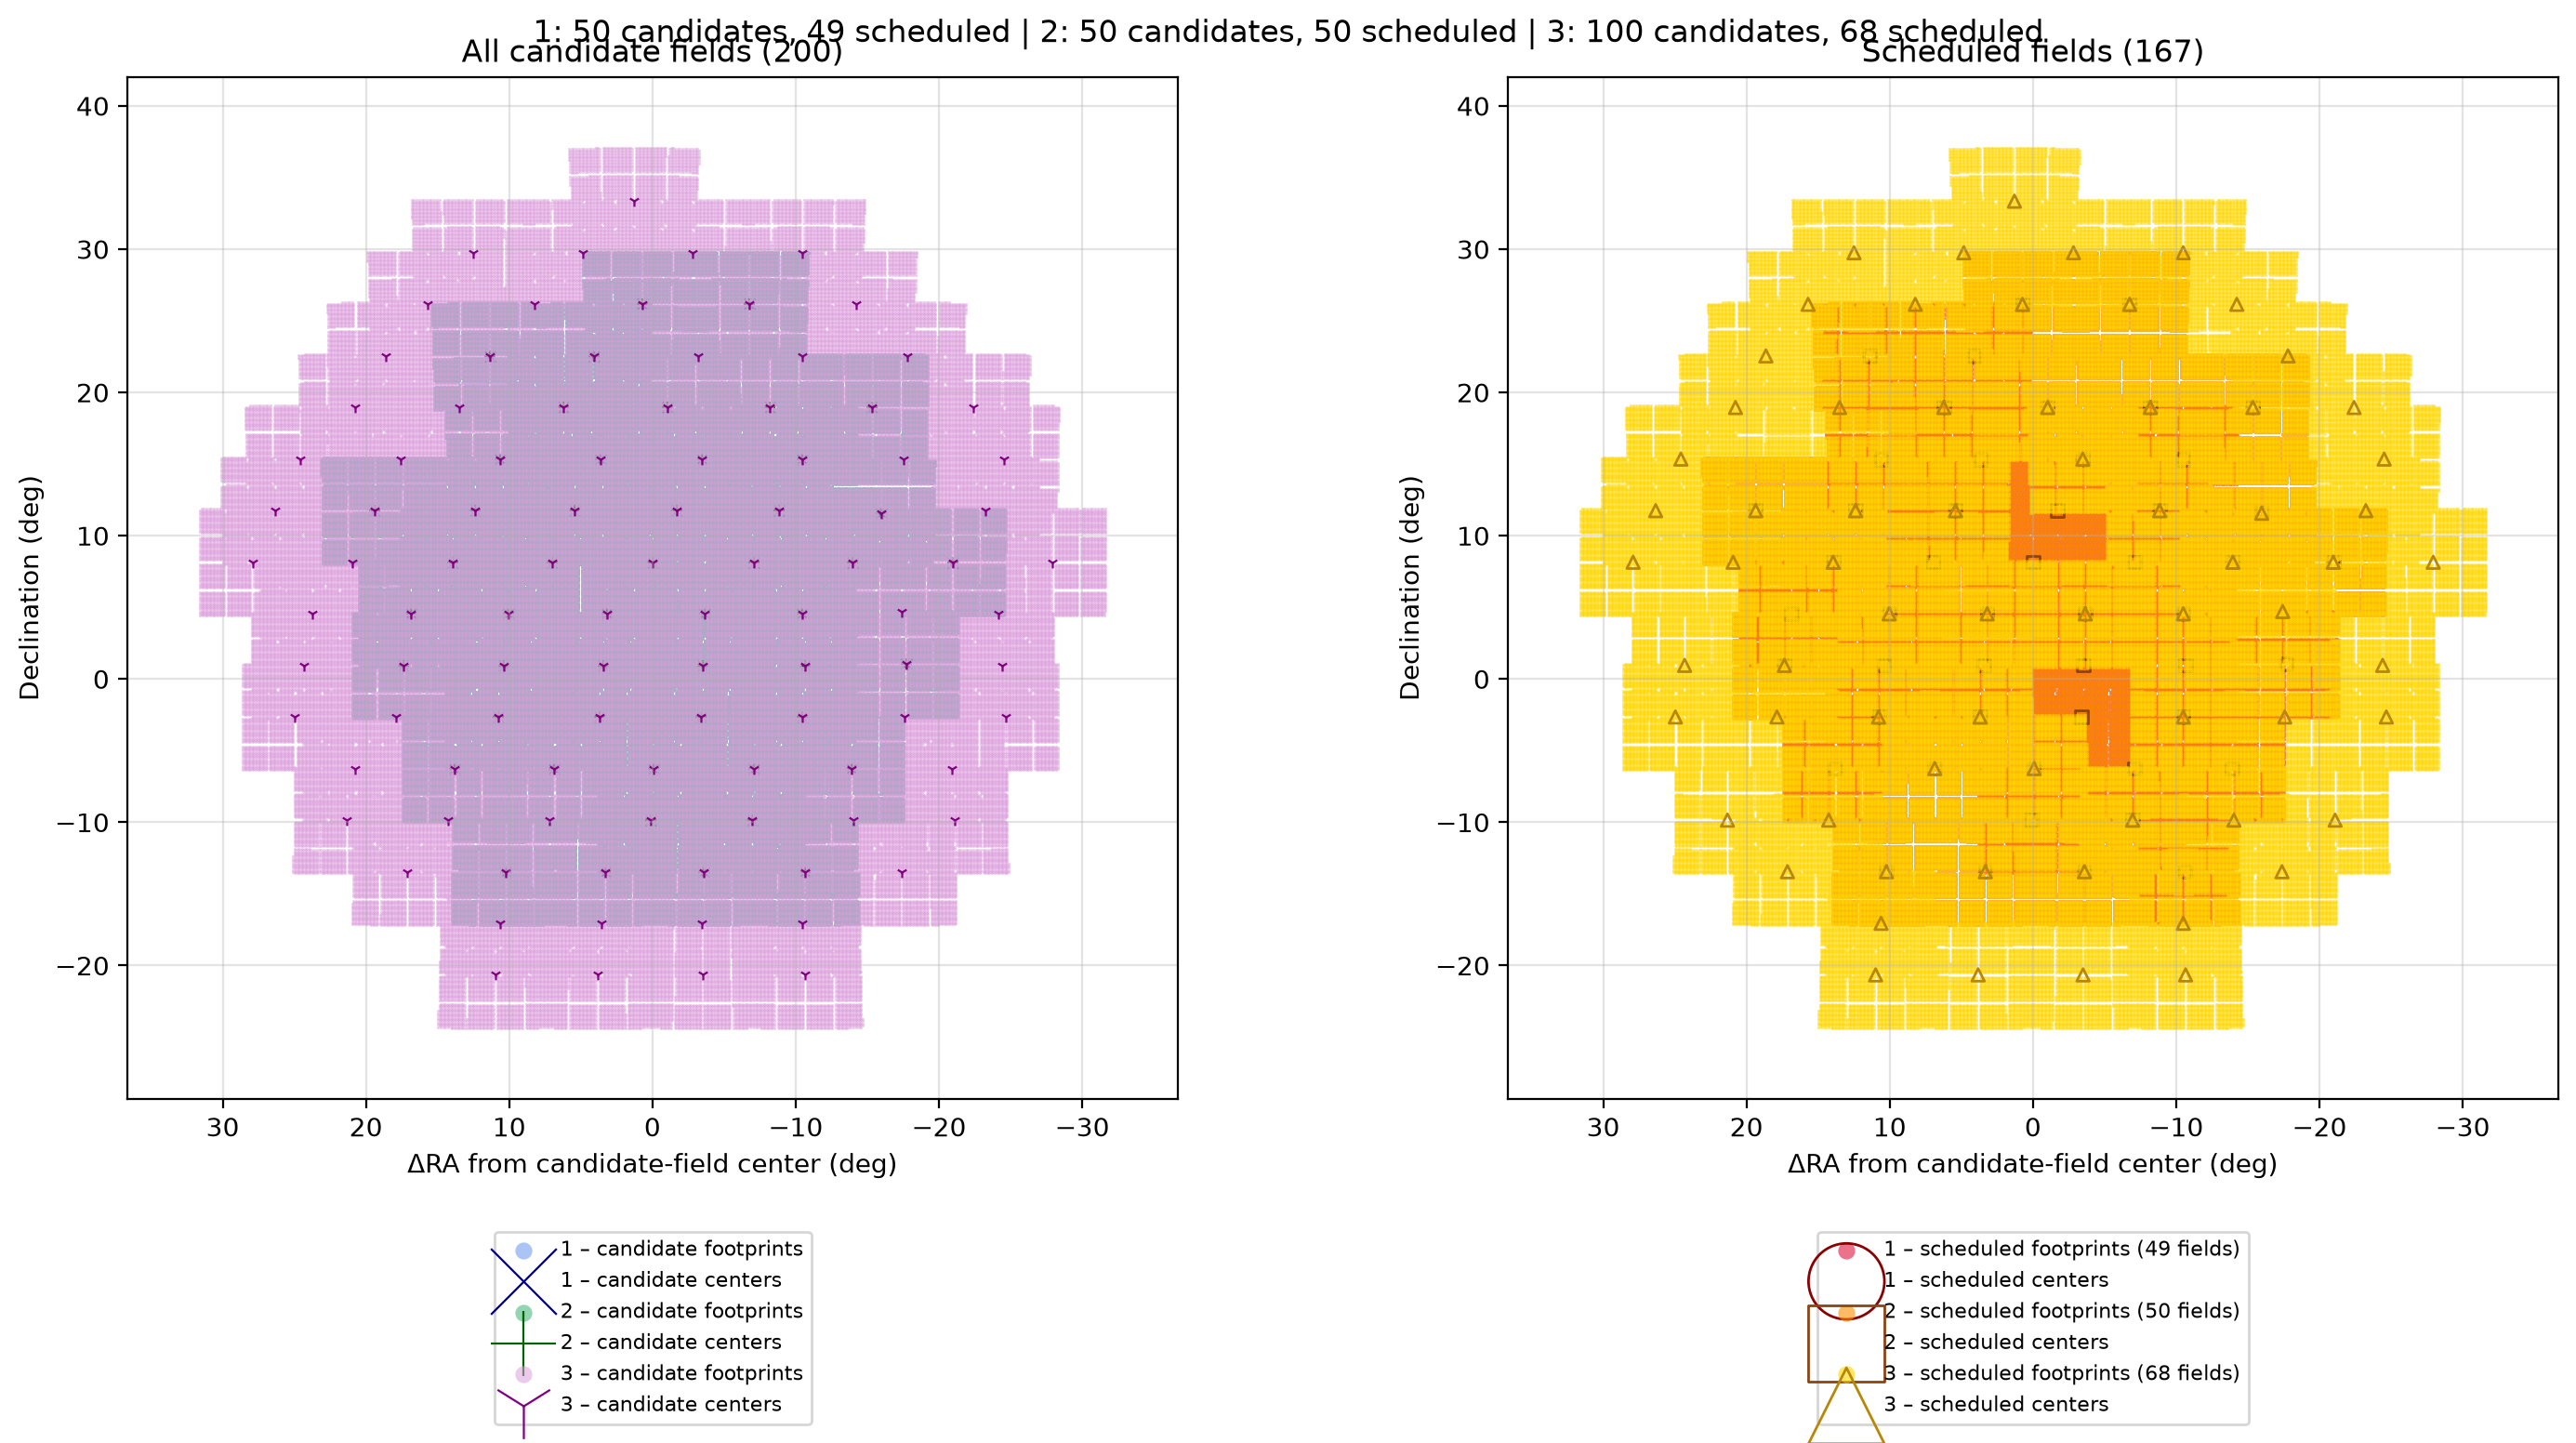 1: 50 candidates, 49 scheduled | 2: 50 candidates, 50 scheduled | 3: 100 candidates, 68 scheduled
All candidate fields (200)
40
30
20
10
0
−10
−20
Declination (deg)
30
20
10
0
−10
−20
−30
ΔRA from candidate-field center (deg)
1 – candidate footprints
1 – candidate centers
2 – candidate footprints
2 – candidate centers
3 – candidate footprints
3 – candidate centers
Scheduled fields (167)
40
30
20
10
0
−10
−20
Declination (deg)
30
20
10
0
−10
−20
−30
ΔRA from candidate-field center (deg)
1 – scheduled footprints (49 fields)
1 – scheduled centers
2 – scheduled footprints (50 fields)
2 – scheduled centers
3 – scheduled footprints (68 fields)
3 – scheduled centers